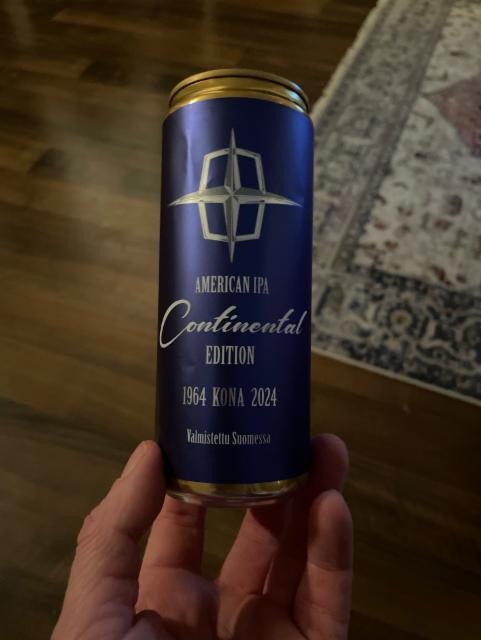 AMERICAN IPA
Continental
EDITION
1964 KONA 2024
Valmistettu Suomessa